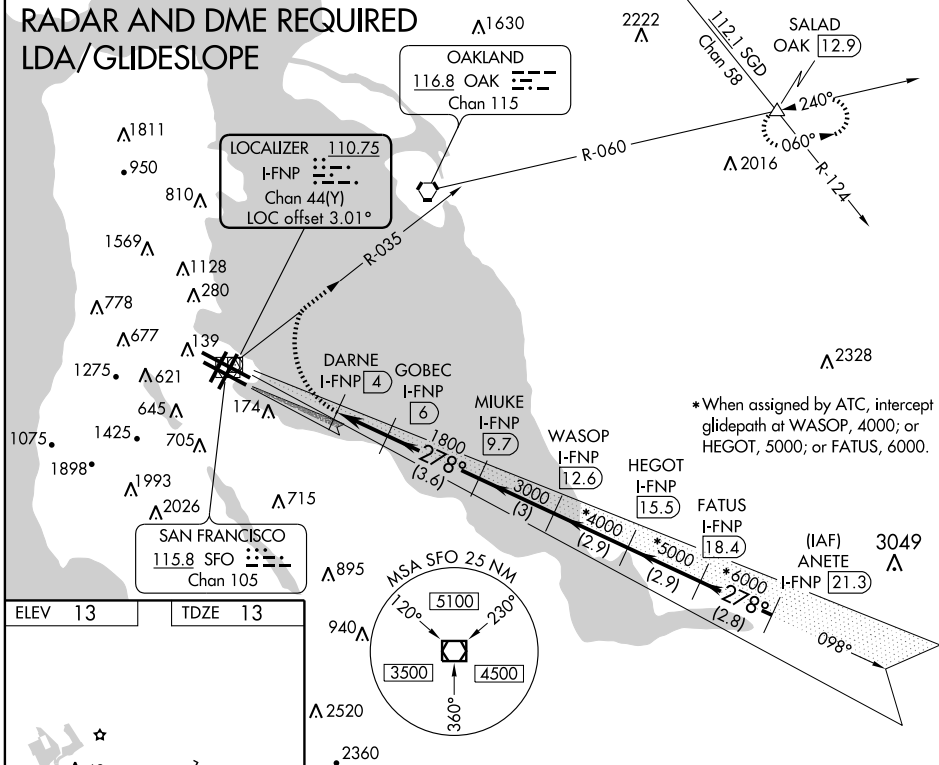 RADAR AND DME REQUIRED
LDA/GLIDESLOPE
1630
2222
112.1 SGD
Chan 58
SALAD
OAK 12.9
OAKLAND
116.8 OAK
Chan 115
240°
060°
R-060
R-124
2016
1811
950
810
LOCALIZER 110.75
I-FNP
Chan 44(Y)
LOC offset 3.01°
R-035
1569
1128
280
778
677
139
1275
621
645
174
1075
1425
705
1898
1993
2026
715
DARNE
I-FNP 4
GOBEC
I-FNP
6
MIUKE
I-FNP
9.7
WASOP
I-FNP
12.6
HEGOT
I-FNP
15.5
FATUS
I-FNP
18.4
(IAF)
ANETE
I-FNP 21.3
3049
2328
*When assigned by ATC, intercept
glidepath at WASOP, 4000; or
HEGOT, 5000; or FATUS, 6000.
1800
278°
(3.6)
3000
(3)
*4000
(2.9)
*5000
(2.9)
*6000
278°
(2.8)
098°
SAN FRANCISCO
115.8 SFO
Chan 105
895
MSA SFO 25 NM
120°
5100
230°
3500
4500
360°
940
ELEV 13
TDZE 13
2520
2360